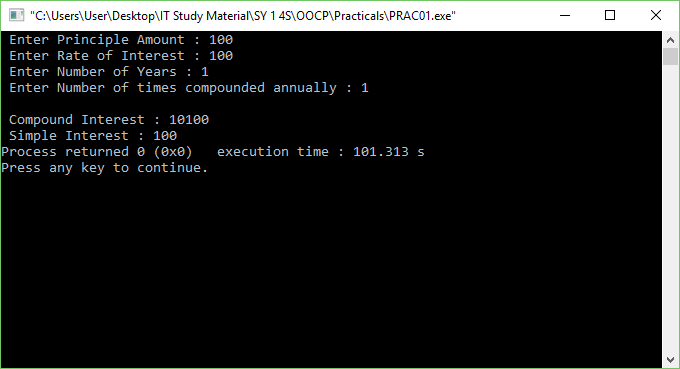 "C:\Users\User\Desktop\IT Study Material\SY 1 4S\OOCP\Practicals\PRAC01.exe"
Enter Principle Amount : 100
Enter Rate of Interest : 100
Enter Number of Years : 1
Enter Number of times compounded annually : 1
Compound Interest : 10100
Simple Interest : 100
Process returned 0 (0x0)   execution time : 101.313 s
Press any key to continue.